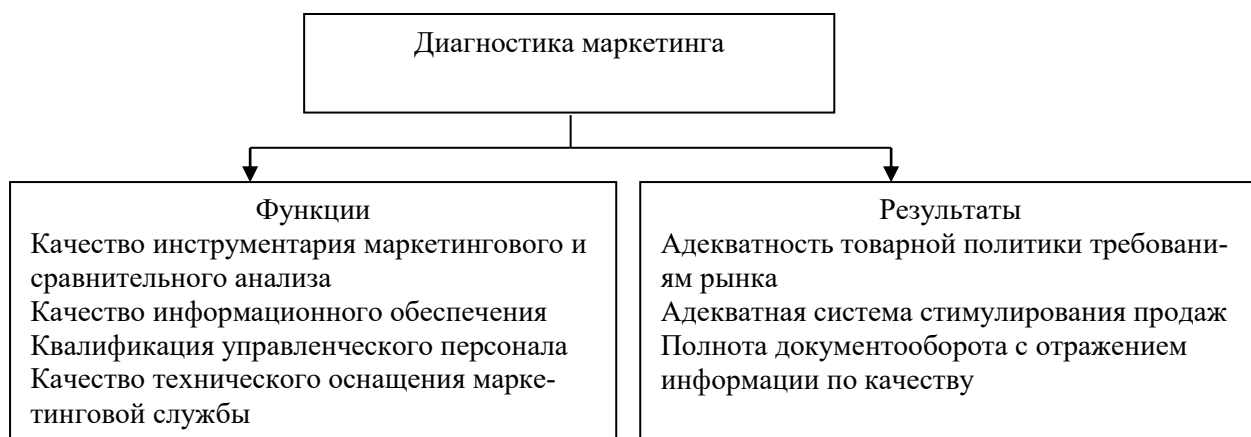 Диагностика маркетинга
Функции
Качество инструментария маркетингового и
сравнительного анализа
Качество информационного обеспечения
Квалификация управленческого персонала
Качество технического оснащения марке-
тинговой службы
Результаты
Адекватность товарной политики требовани-
ям рынка
Адекватная система стимулирования продаж
Полнота документооборота с отражением
информации по качеству